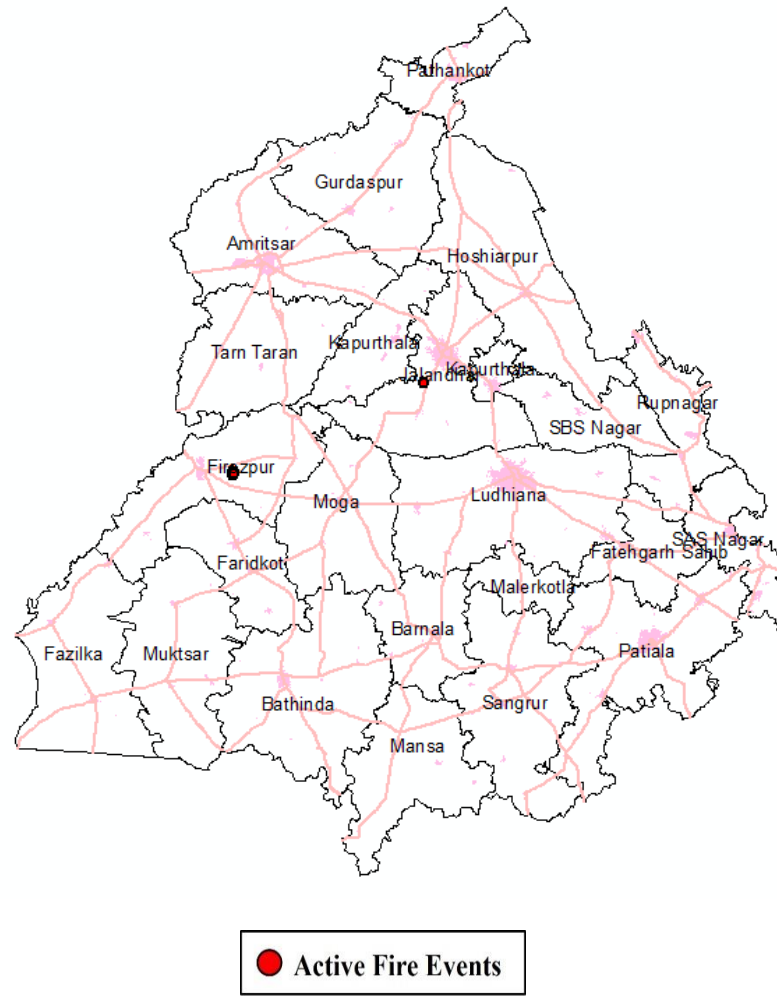 Pathankot
Gurdaspur
Amritsar
Hoshiarpur
Kapurthala
Tarn Taran
Kapurthala
Jalandhar
Rupnagar
SBS Nagar
Firozpur
Ludhiana
Moga
SAS Nagar
Fatehgarh Sahib
Faridkot
Malerkotla
Barnala
Patiala
Fazilka
Muktsar
Bathinda
Sangrur
Mansa
Active Fire Events